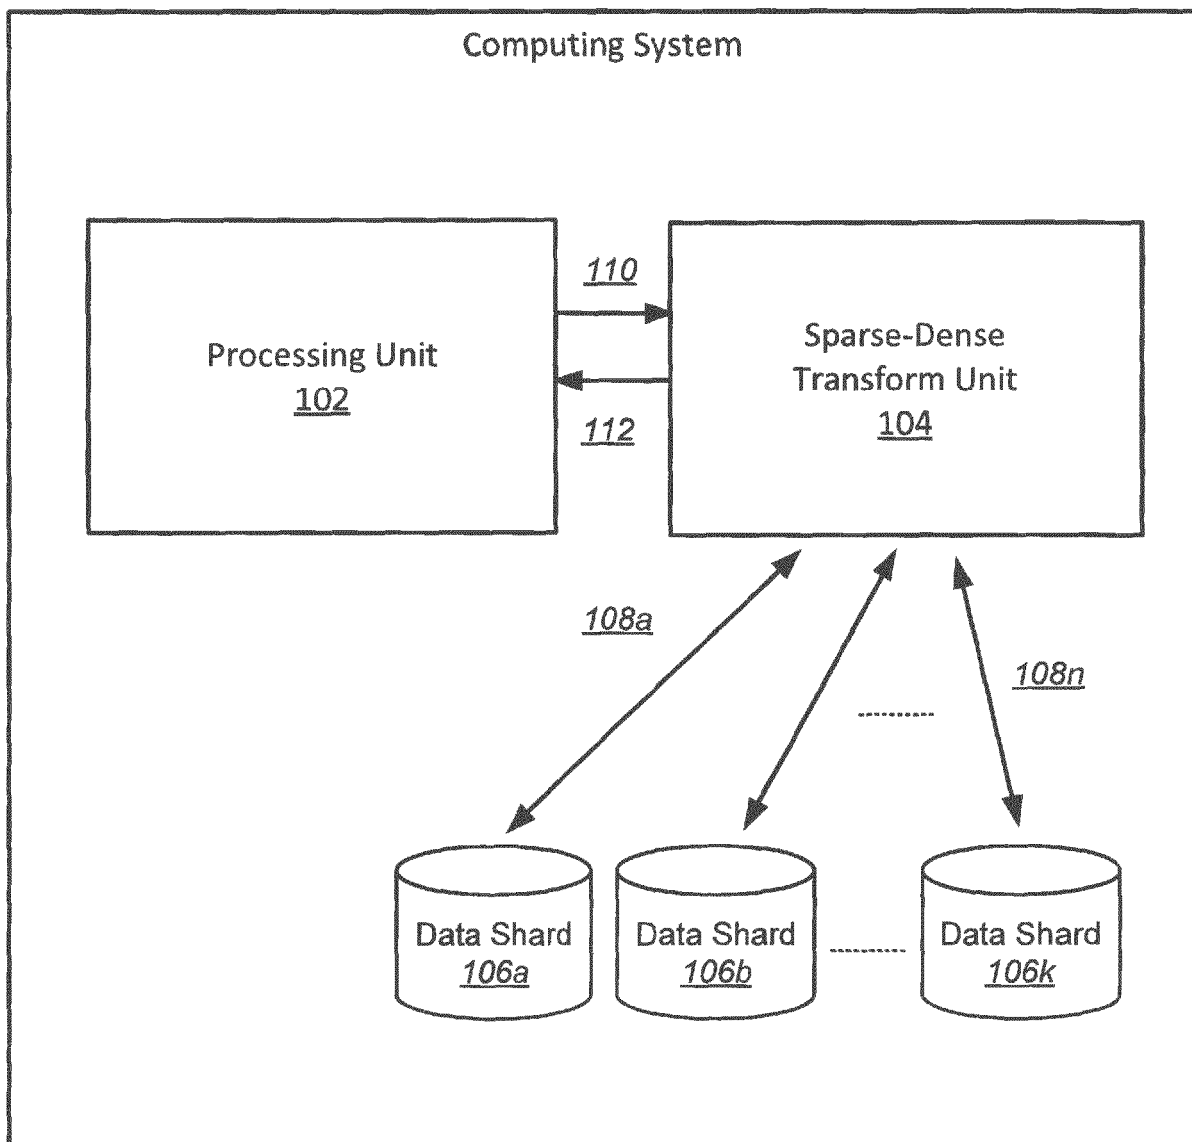 Computing System
Processing Unit
102
110
112
Sparse-Dense
Transform Unit
104
108a
108n
Data Shard
106a
Data Shard
106b
Data Shard
106k